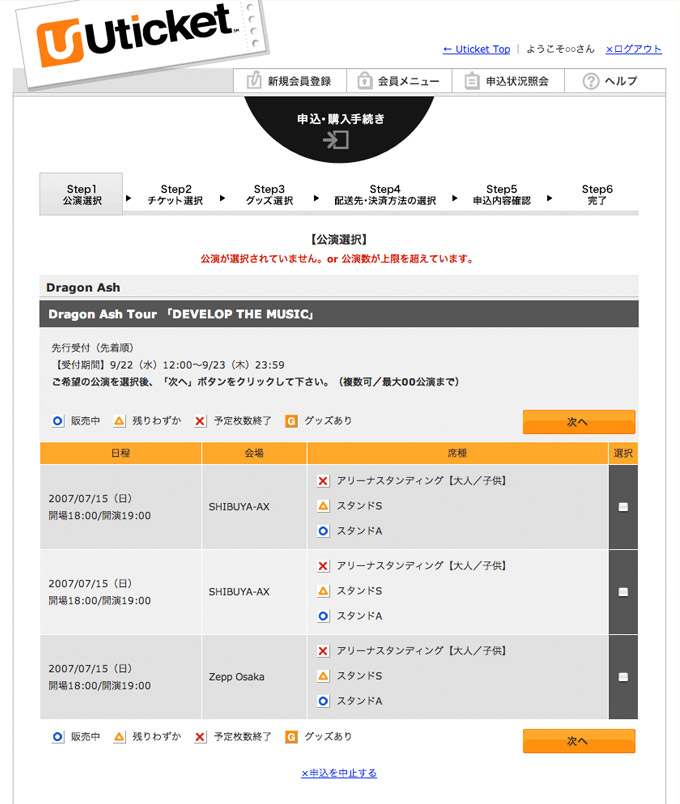 Uticket SM
← Uticket Top | ようこそ○○さん ×ログアウト
新規会員登録 会員メニュー 申込状況照会 ? ヘルプ
申込・購入手続き
Step1 Step2 Step3 Step4 Step5 Step6
公演選択 ▶ チケット選択 ▶ グッズ選択 ▶ 配送先・決済方法の選択 ▶ 申込内容確認 ▶ 完了
【公演選択】
公演が選択されていません。or 公演数が上限を超えています。
Dragon Ash
Dragon Ash Tour 「DEVELOP THE MUSIC」
先行受付（先着順）
【受付期間】9/22（水）12:00〜9/23（木）23:59
ご希望の公演を選択後、「次へ」ボタンをクリックして下さい。（複数可／最大00公演まで）
販売中 残りわずか 予定枚数終了 G グッズあり 次へ
日程 会場 席種 選択
アリーナスタンディング【大人／子供】
2007/07/15（日）
SHIBUYA-AX スタンドS
開場18:00/開演19:00
スタンドA
アリーナスタンディング【大人／子供】
2007/07/15（日）
SHIBUYA-AX スタンドS
開場18:00/開演19:00
スタンドA
アリーナスタンディング【大人／子供】
2007/07/15（日）
Zepp Osaka スタンドS
開場18:00/開演19:00
スタンドA
販売中 残りわずか 予定枚数終了 G グッズあり 次へ
×申込を中止する